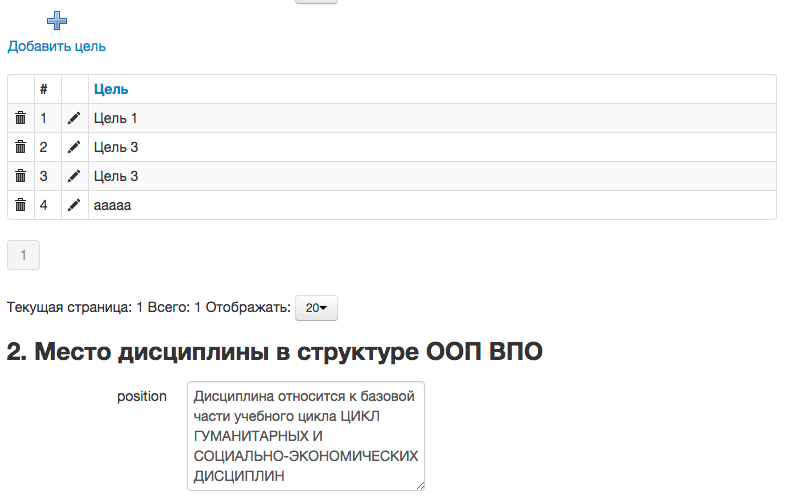 Добавить цель
# Цель
1 Цель 1
2 Цель 3
3 Цель 3
4 ааааа
1
Текущая страница: 1 Всего: 1 Отображать: 20
2. Место дисциплины в структуре ООП ВПО
position
Дисциплина относится к базовой
части учебного цикла ЦИКЛ
ГУМАНИТАРНЫХ И
СОЦИАЛЬНО-ЭКОНОМИЧЕСКИХ
ДИСЦИПЛИН